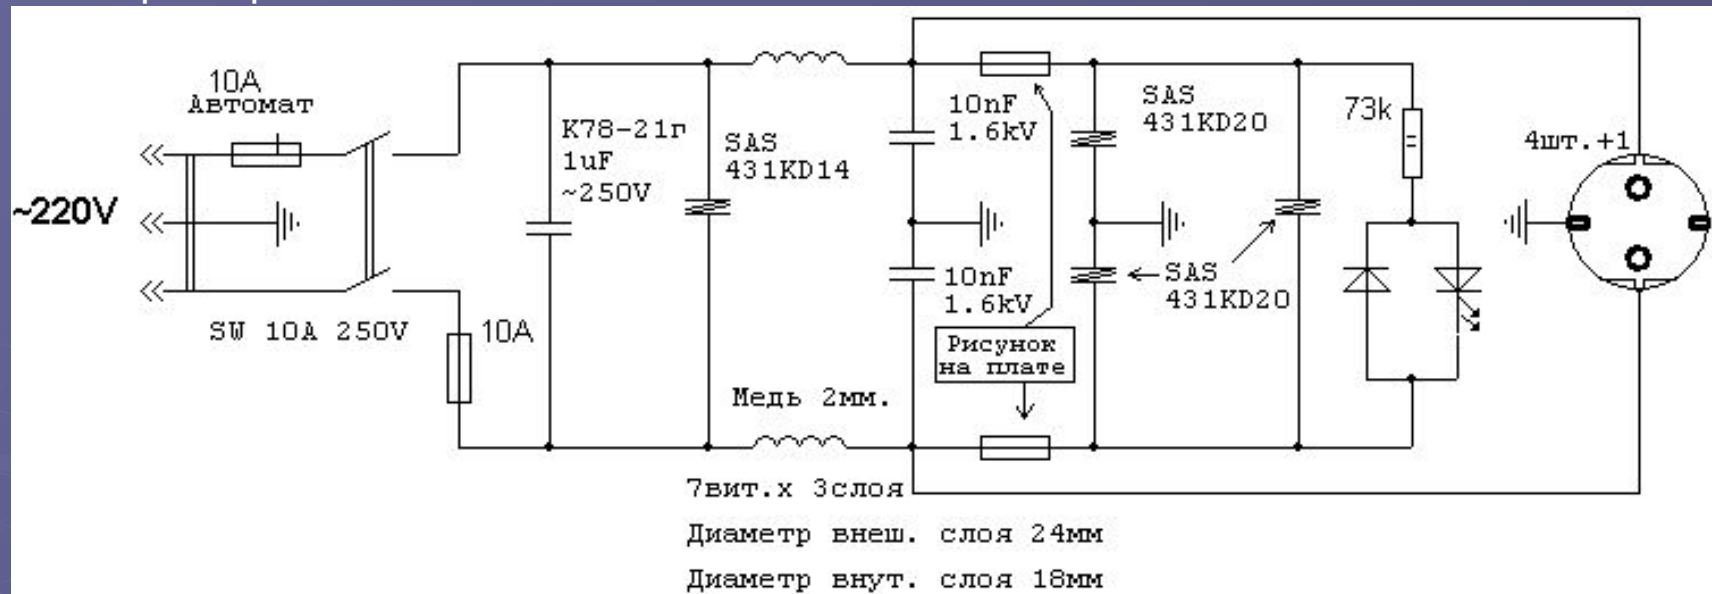 10A
Автомат
~220V
SW 10A 250V
10A
К78-21г
1uF
~250V
SAS
431KD14
10nF
1.6kV
10nF
1.6kV
Рисунок
на плате
SAS
431KD20
SAS
431KD20
73k
4шт.+1
Медь 2мм.
7вит.х 3слоя
Диаметр внеш. слоя 24мм
Диаметр внут. слоя 18мм